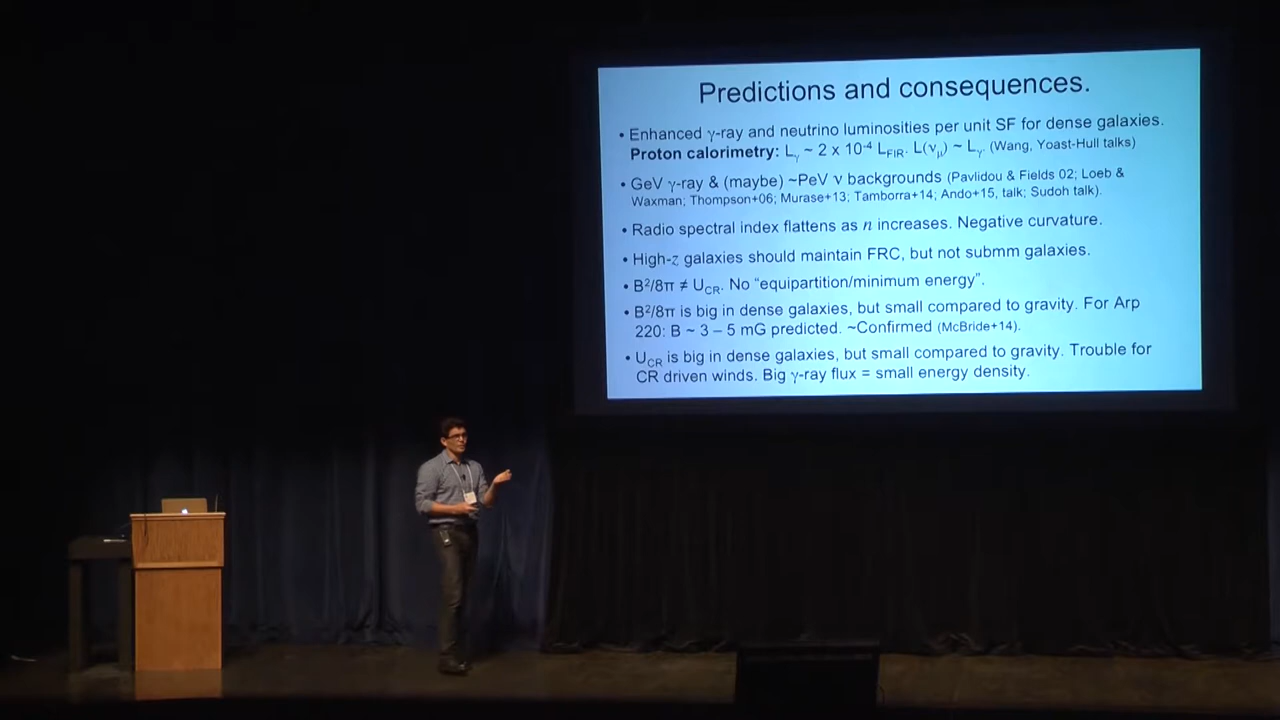 Predictions and consequences.
• Enhanced γ-ray and neutrino luminosities per unit SF for dense galaxies.
Proton calorimetry: Lγ ~ 2 x 10⁻⁴ L_FIR. L(ν_μ) ~ Lγ. (Wang, Yoast-Hull talks)
• GeV γ-ray & (maybe) ~PeV ν backgrounds (Pavlidou & Fields 02; Loeb &
Waxman; Thompson+06; Murase+13; Tamborra+14; Ando+15, talk; Sudoh talk).
• Radio spectral index flattens as n increases. Negative curvature.
• High-z galaxies should maintain FRC, but not submm galaxies.
• B²/8π ≠ U_CR. No “equipartition/minimum energy”.
• B²/8π is big in dense galaxies, but small compared to gravity. For Arp
220: B ~ 3 – 5 mG predicted. ~Confirmed (McBride+14).
• U_CR is big in dense galaxies, but small compared to gravity. Trouble for
CR driven winds. Big γ-ray flux = small energy density.